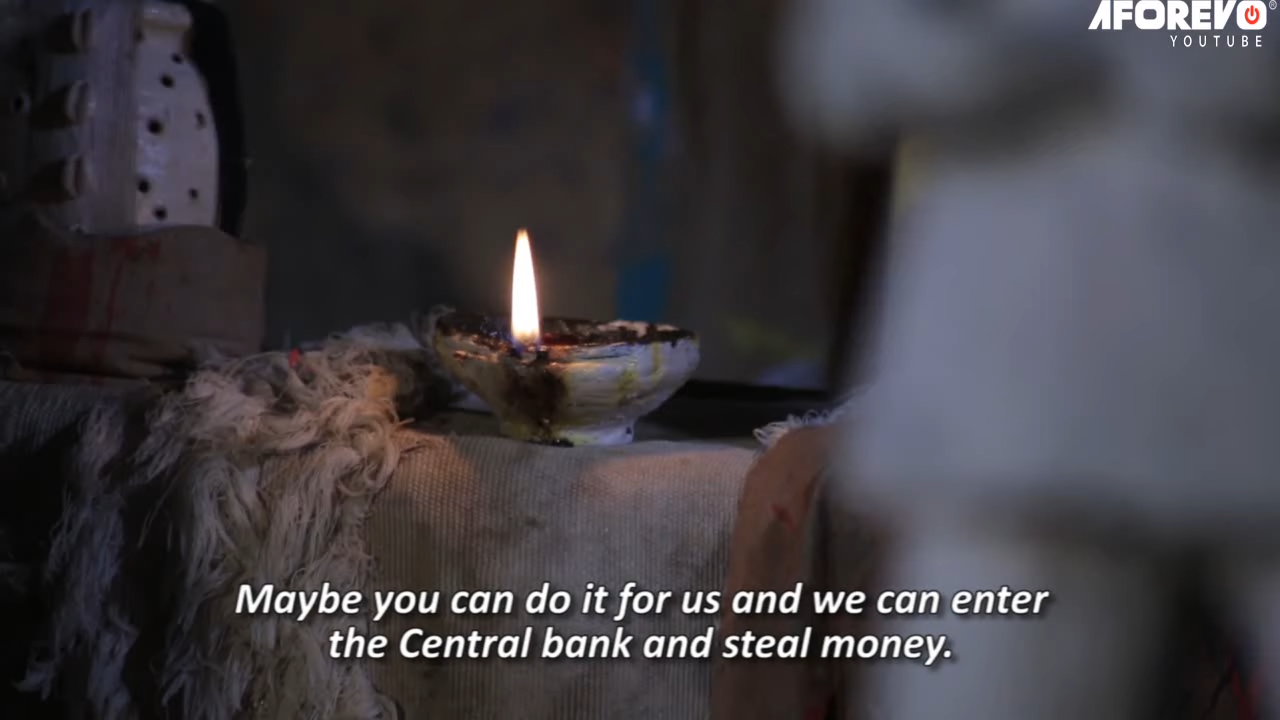 AFOREVO®
YOUTUBE
Maybe you can do it for us and we can enter
the Central bank and steal money.